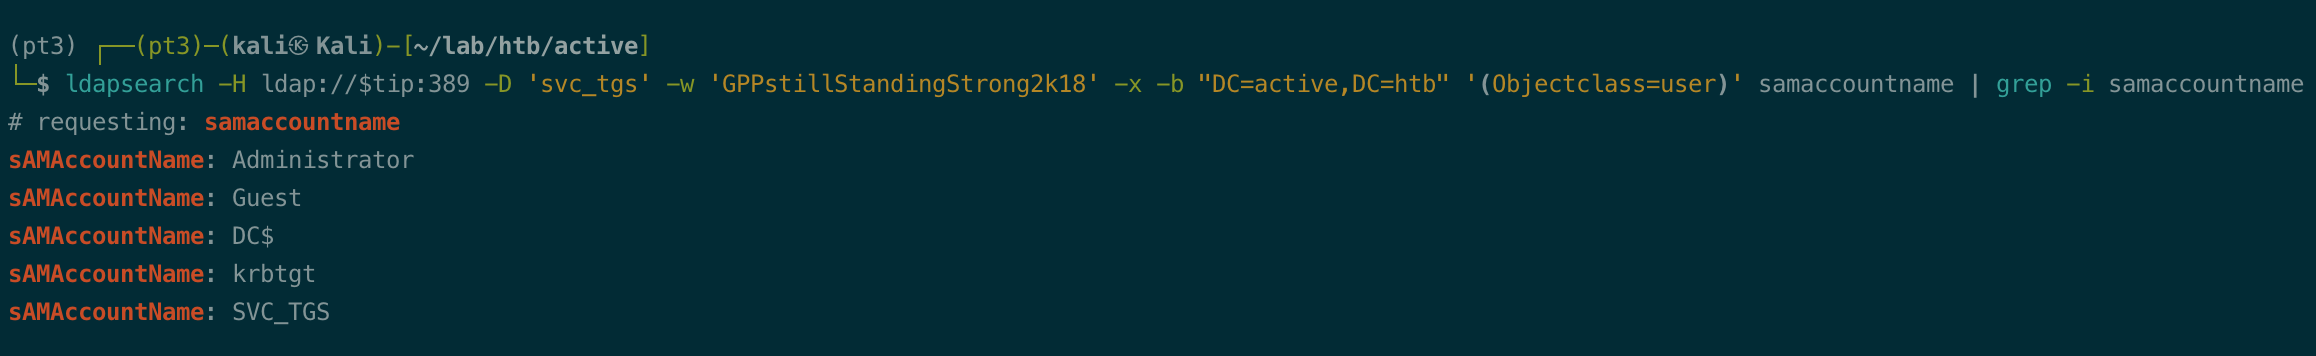 (pt3) ┌──(pt3)─(kali㉿Kali)-[~/lab/htb/active]
└─$ ldapsearch -H ldap://$tip:389 -D 'svc_tgs' -w 'GPPstillStandingStrong2k18' -x -b "DC=active,DC=htb" '(Objectclass=user)' samaccountname | grep -i samaccountname
# requesting: samaccountname
sAMAccountName: Administrator
sAMAccountName: Guest
sAMAccountName: DC$
sAMAccountName: krbtgt
sAMAccountName: SVC_TGS